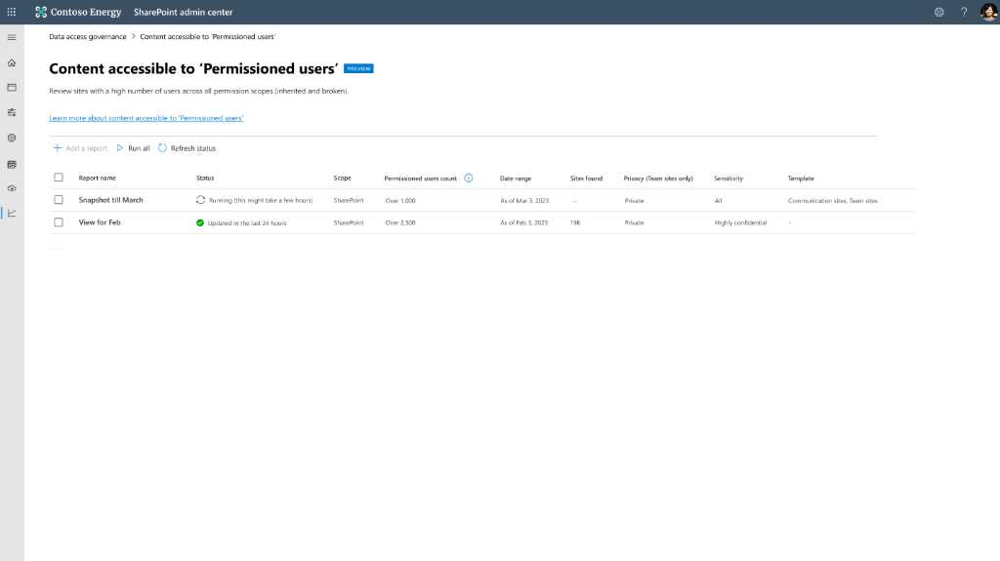 Contoso Energy SharePoint admin center ?
Data access governance > Content accessible to 'Permissioned users'
Content accessible to 'Permissioned users' PREVIEW
Review sites with a high number of users across all permission scopes (inherited and broken).
Learn more about content accessible to 'Permissioned users'
Add a report Run all Refresh status
Report name Status Scope Permissioned users count Date range Sites found Privacy (Team sites only) Sensitivity Template
Snapshot till March Running (this might take a few hours) SharePoint Over 1,000 As of Mar 3, 2023 -- Private All Communication sites, Team sites
View for Feb Updated in the last 24 hours SharePoint Over 2,500 As of Feb 3, 2023 198 Private Highly confidential -